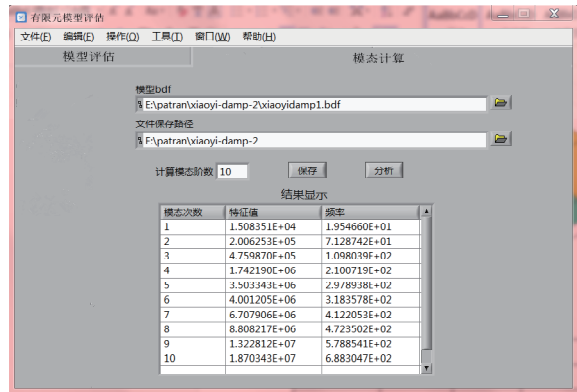 有限元模型评估
文件(F) 编辑(E) 操作(O) 工具(T) 窗口(W) 帮助(H)
模型评估 模态计算
模型bdf
E:\patran\xiaoyi-damp-2\xiaoyidamp1.bdf
文件保存路径
E:\patran\xiaoyi-damp-2
计算模态阶数 10 保存 分析
结果显示
模态次数 特征值 频率
1 1.508351E+04 1.954660E+01
2 2.006253E+05 7.128742E+01
3 4.759870E+05 1.098039E+02
4 1.742190E+06 2.100719E+02
5 3.503343E+06 2.978938E+02
6 4.001205E+06 3.183578E+02
7 6.707906E+06 4.122053E+02
8 8.808217E+06 4.723502E+02
9 1.322812E+07 5.788541E+02
10 1.870343E+07 6.883047E+02